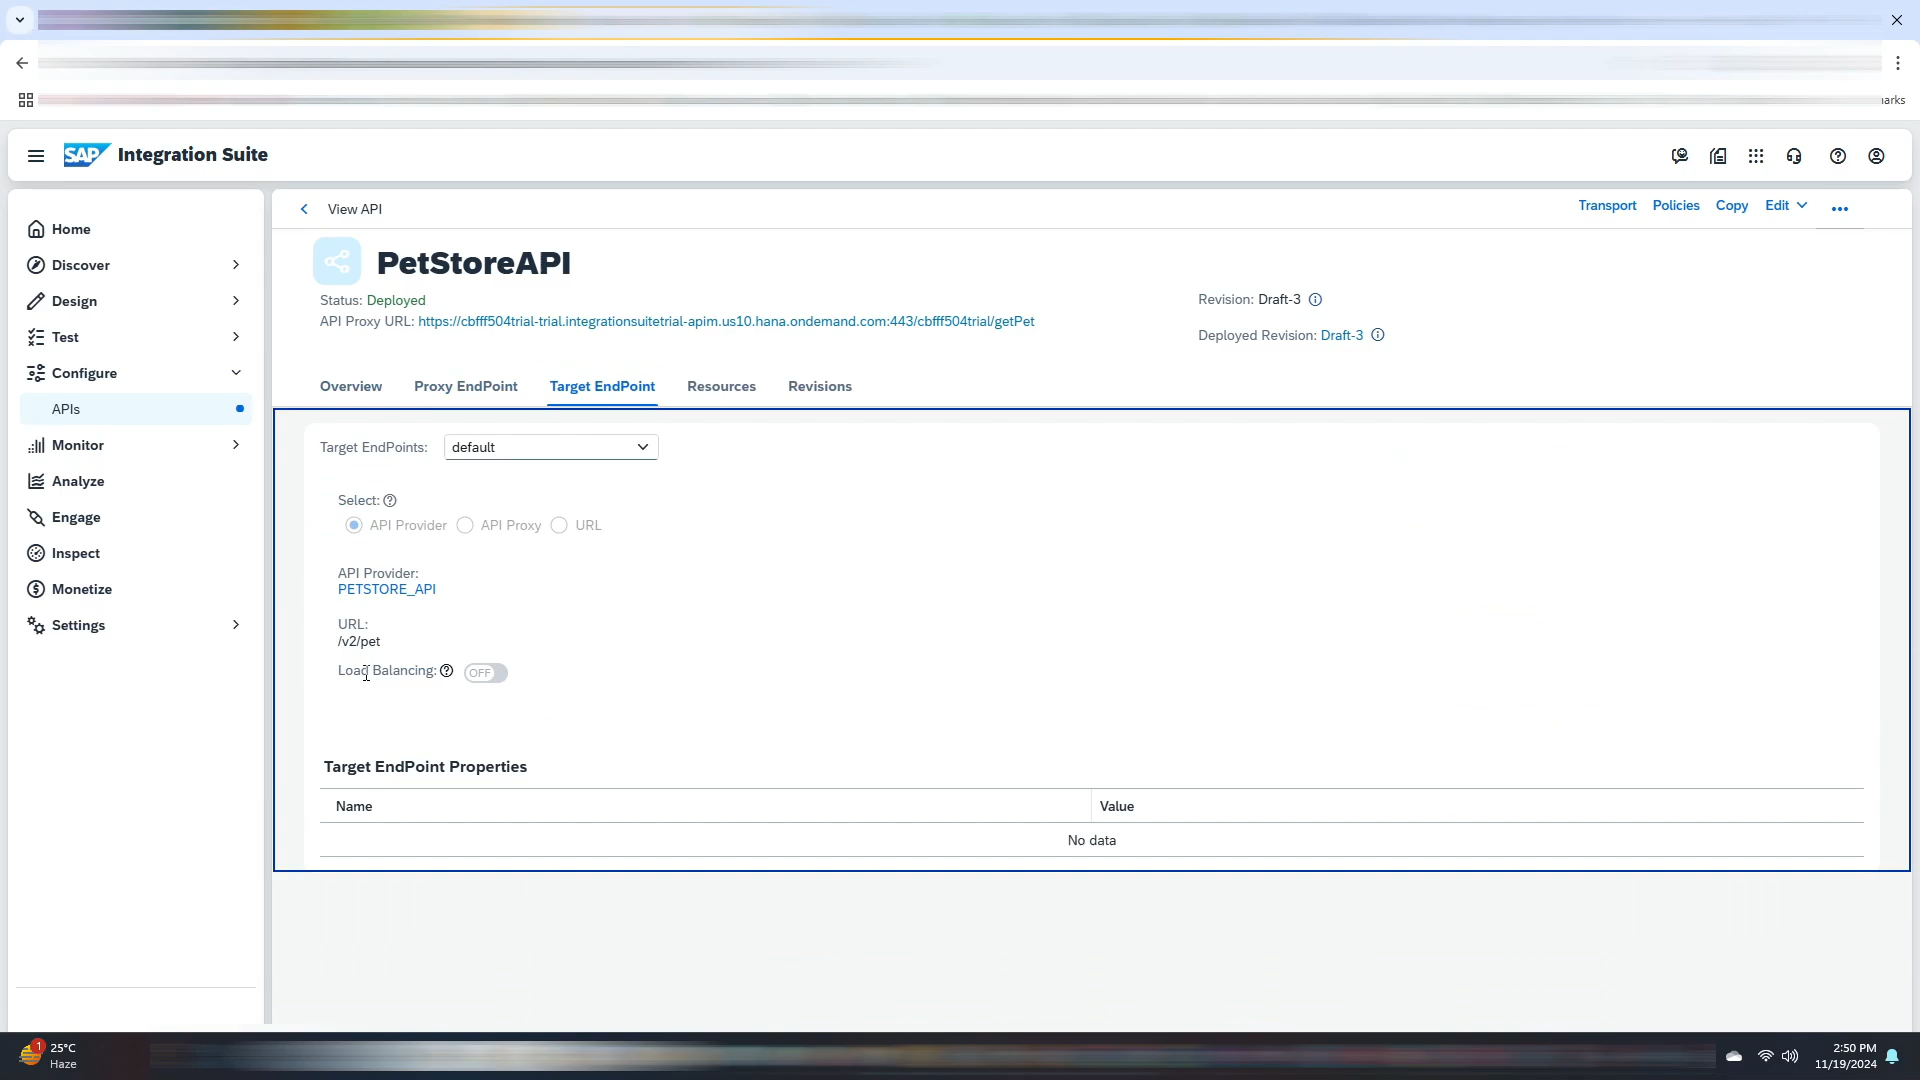 SAP Integration Suite
Home
Discover
Design
Test
Configure
APIs
Monitor
Analyze
Engage
Inspect
Monetize
Settings
View API
Transport Policies Copy Edit
PetStoreAPI
Status: Deployed
API Proxy URL: https://cbfff504trial-trial.integrationsuitetrial-apim.us10.hana.ondemand.com:443/cbfff504trial/getPet
Revision: Draft-3
Deployed Revision: Draft-3
Overview Proxy EndPoint Target EndPoint Resources Revisions
Target EndPoints: default
Select:
API Provider API Proxy URL
API Provider:
PETSTORE_API
URL:
/v2/pet
Load Balancing: OFF
Target EndPoint Properties
Name Value
No data
1
25°C
Haze
2:50 PM
11/19/2024